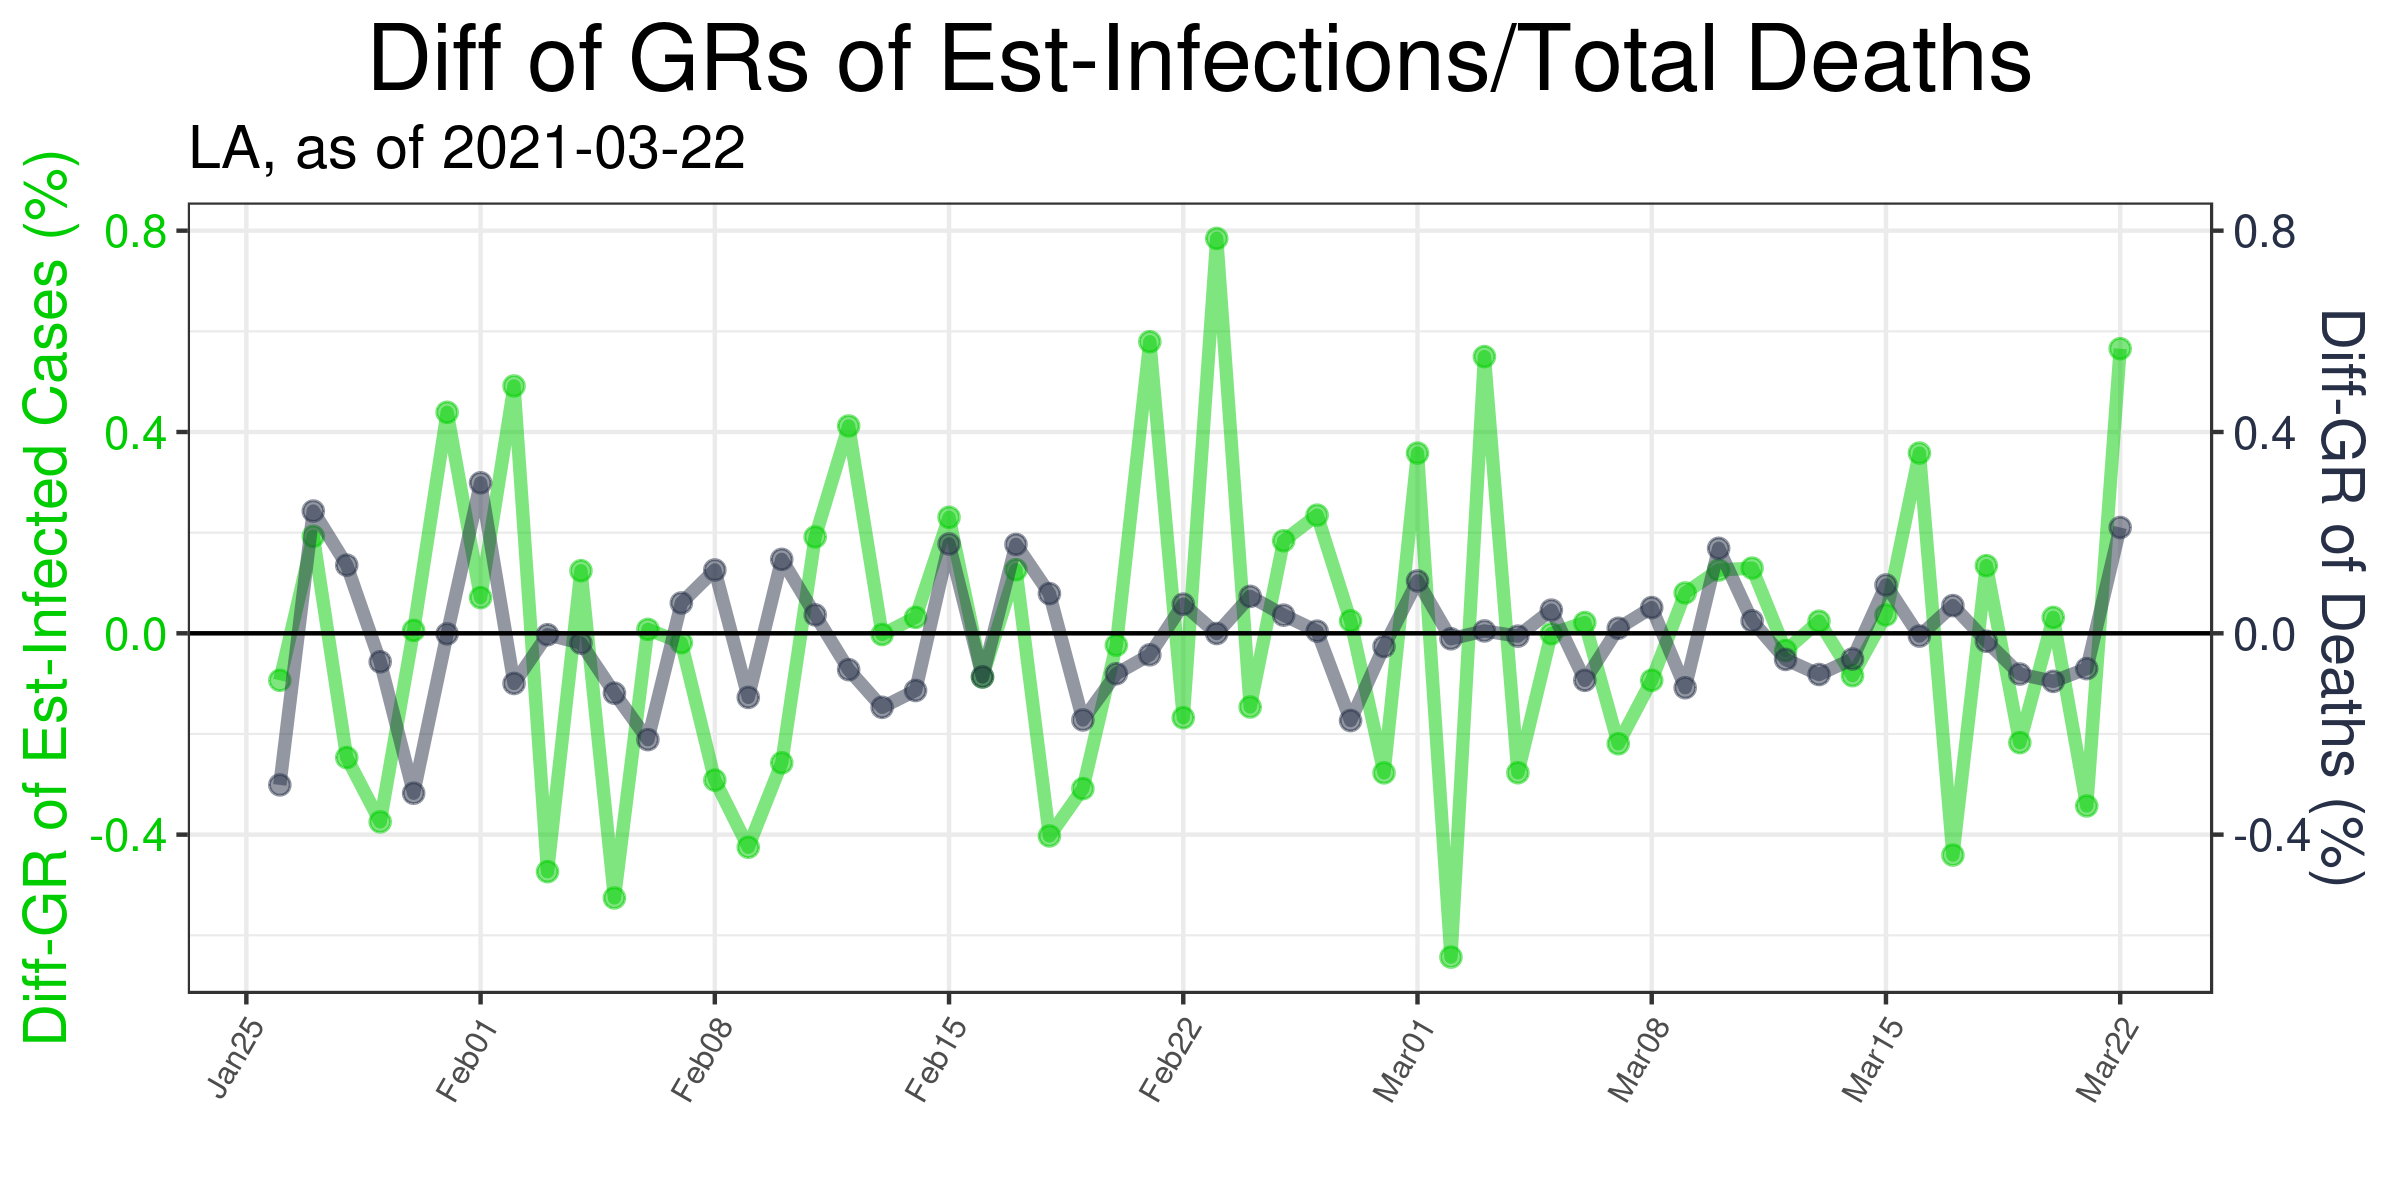 Diff of GRs of Est-Infections/Total Deaths
LA, as of 2021-03-22
Diff-GR of Est-Infected Cases (%)
0.8
0.4
0.0
-0.4
0.8
0.4
0.0
-0.4
Diff-GR of Deaths (%)
Jan25
Feb01
Feb08
Feb15
Feb22
Mar01
Mar08
Mar15
Mar22